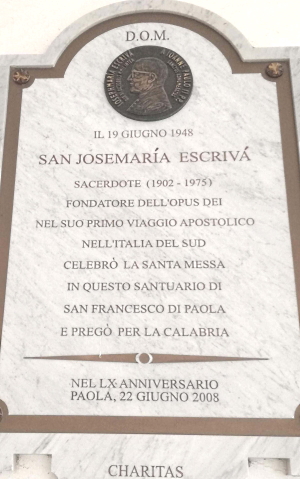 D.O.M.
IL 19 GIUGNO 1948
SAN JOSEMARÍA ESCRIVÁ
SACERDOTE (1902 - 1975)
FONDATORE DELL'OPUS DEI
NEL SUO PRIMO VIAGGIO APOSTOLICO
NELL'ITALIA DEL SUD
CELEBRÒ LA SANTA MESSA
IN QUESTO SANTUARIO DI
SAN FRANCESCO DI PAOLA
E PREGÒ PER LA CALABRIA
NEL LX ANNIVERSARIO
PAOLA, 22 GIUGNO 2008
CHARITAS